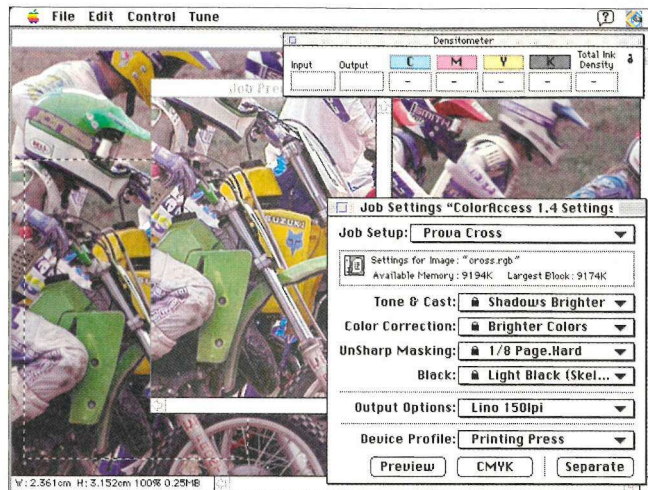 File Edit Control Tune
Densitometer
Input Output C M Y K Total Ink Density
- - - - -
Job Pre
BELL
SMITH
SUZUKI
Job Settings "ColorAccess 1.4 Settings
Job Setup: Prova Cross
Settings for Image: "cross.rgb"
Available Memory: 9194K Largest Block: 9174K
Tone & Cast: Shadows Brighter
Color Correction: Brighter Colors
UnSharp Masking: 1/8 Page.Hard
Black: Light Black (Skel...
Output Options: Lino 150lpi
Device Profile: Printing Press
Preview CMYK Separate
W: 2.361cm H: 3.152cm 100% 0.25MB